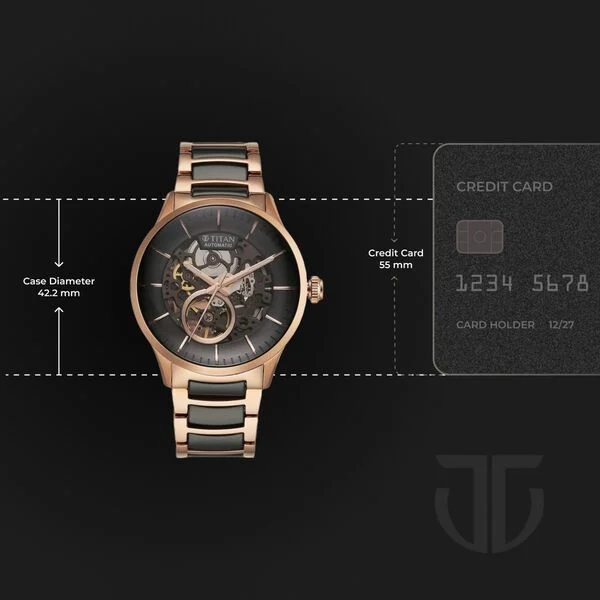 Case Diameter
42.2 mm
TITAN
AUTOMATIC
Credit Card
55 mm
CREDIT CARD
1234 5678
CARD HOLDER 12/27